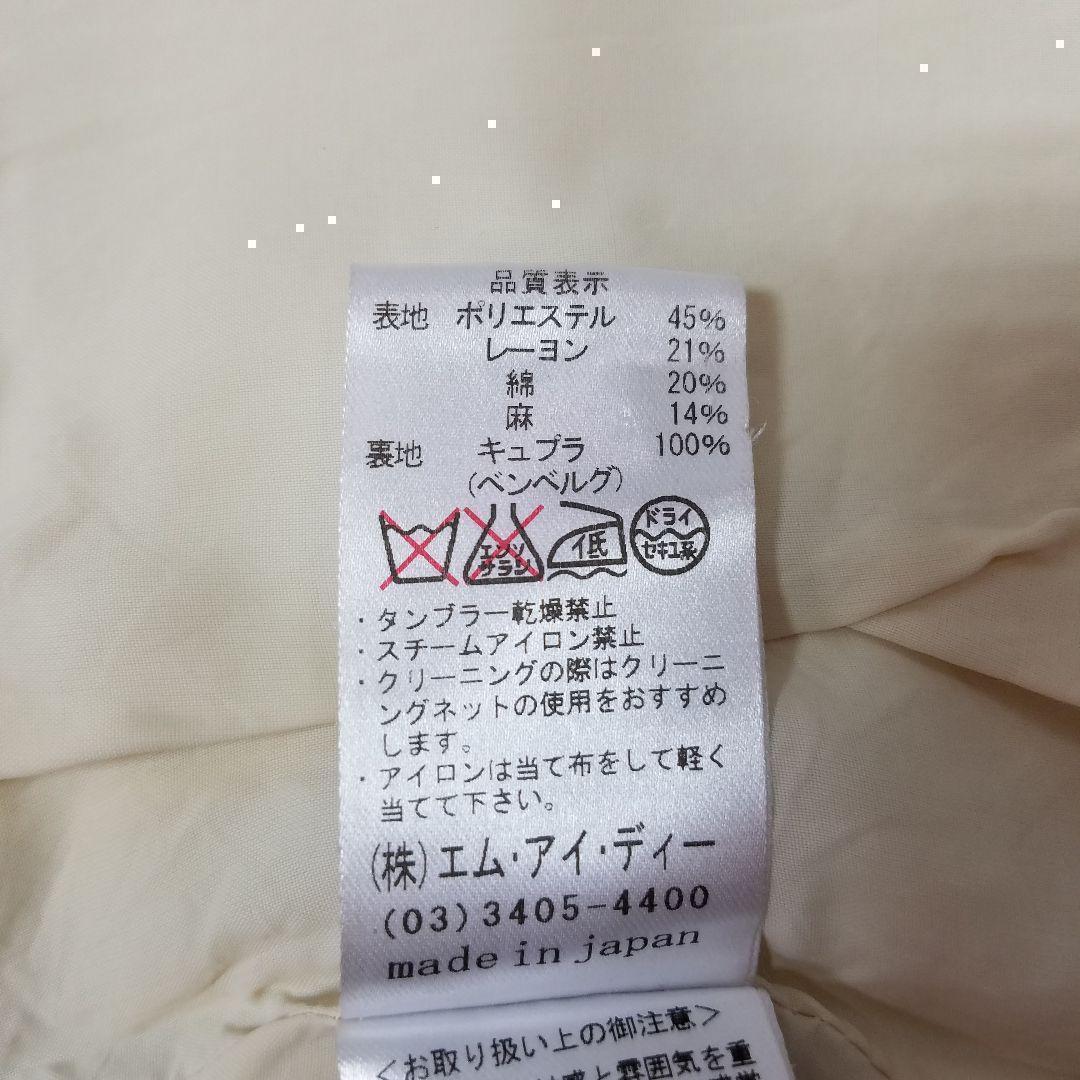 品質表示
表地 ポリエステル 45%
レーヨン 21%
綿 20%
麻 14%
裏地 キュプラ 100%
(ベンベルグ)
エンソ サラシ 低 ドライ セキユ系
・タンブラー乾燥禁止
・スチームアイロン禁止
・クリーニングの際はクリーニ
ングネットの使用をおすすめ
します。
・アイロンは当て布をして軽く
当てて下さい。
(株)エム・アイ・ディー
(03)3405-4400
made in japan
<お取り扱い上の御注意>
感と雰囲気を重